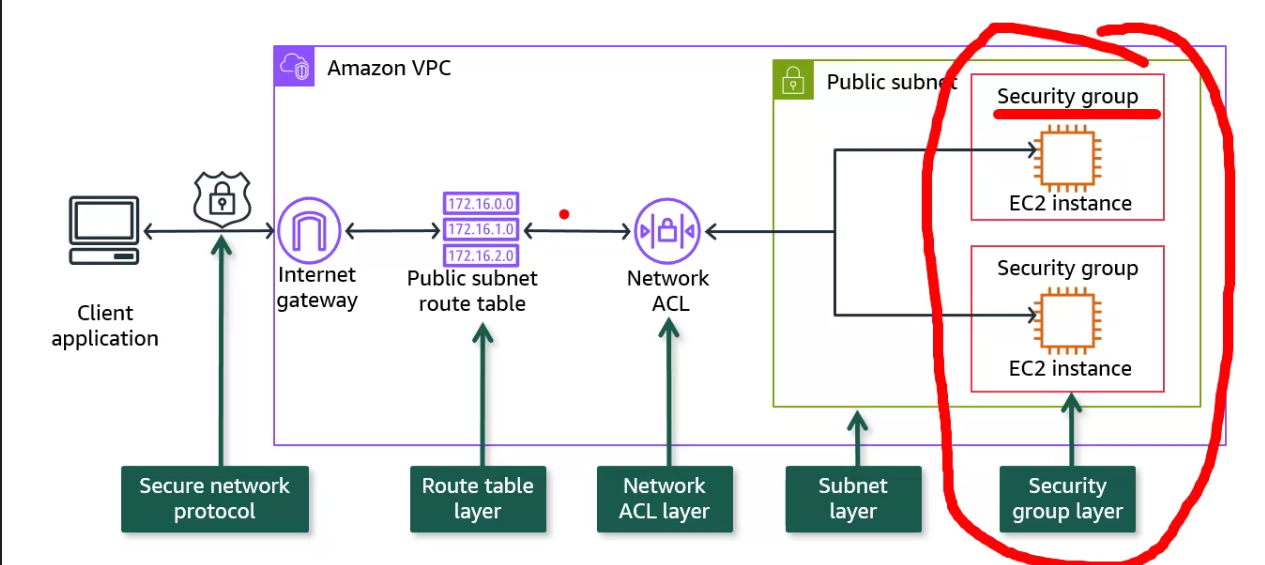 Amazon VPC
Public subnet
Security group
EC2 instance
172.16.0.0
172.16.1.0
172.16.2.0
Internet
gateway
Public subnet
route table
Network
ACL
Security group
EC2 instance
Client
application
Secure network
protocol
Route table
layer
Network
ACL layer
Subnet
layer
Security
group layer